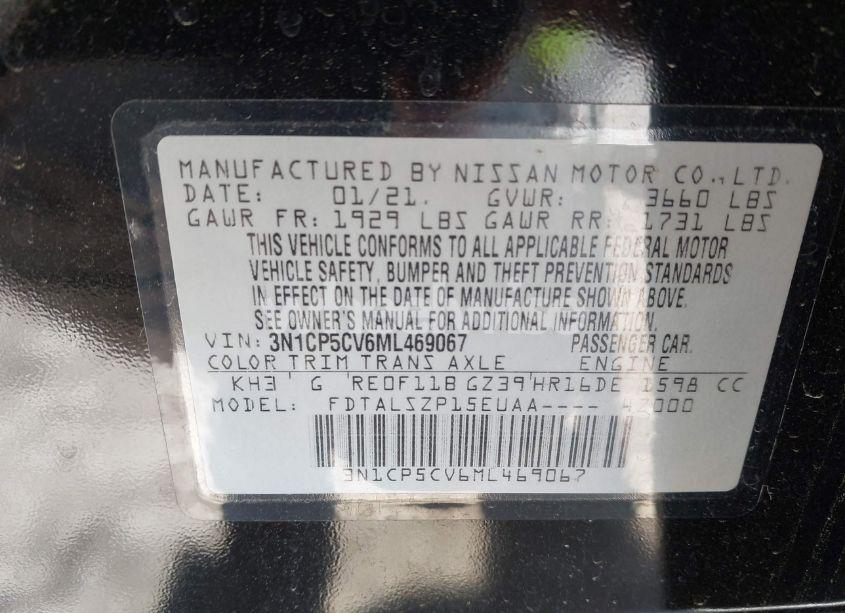 MANUFACTURED BY NISSAN MOTOR CO., LTD.
DATE: 01/21. GVWR: 3660 LBS
GAWR FR: 1929 LBS GAWR RR: 1731 LBS
THIS VEHICLE CONFORMS TO ALL APPLICABLE FEDERAL MOTOR
VEHICLE SAFETY, BUMPER AND THEFT PREVENTION STANDARDS
IN EFFECT ON THE DATE OF MANUFACTURE SHOWN ABOVE.
SEE OWNER'S MANUAL FOR ADDITIONAL INFORMATION.
VIN: 3N1CP5CV6ML469067 PASSENGER CAR.
COLOR TRIM TRANS AXLE ENGINE
KH3 G RE0F11B GZ39 HR16DE 1598 CC
MODEL: FDTALSZP15EUAA----
3N1CP5CV6ML469067